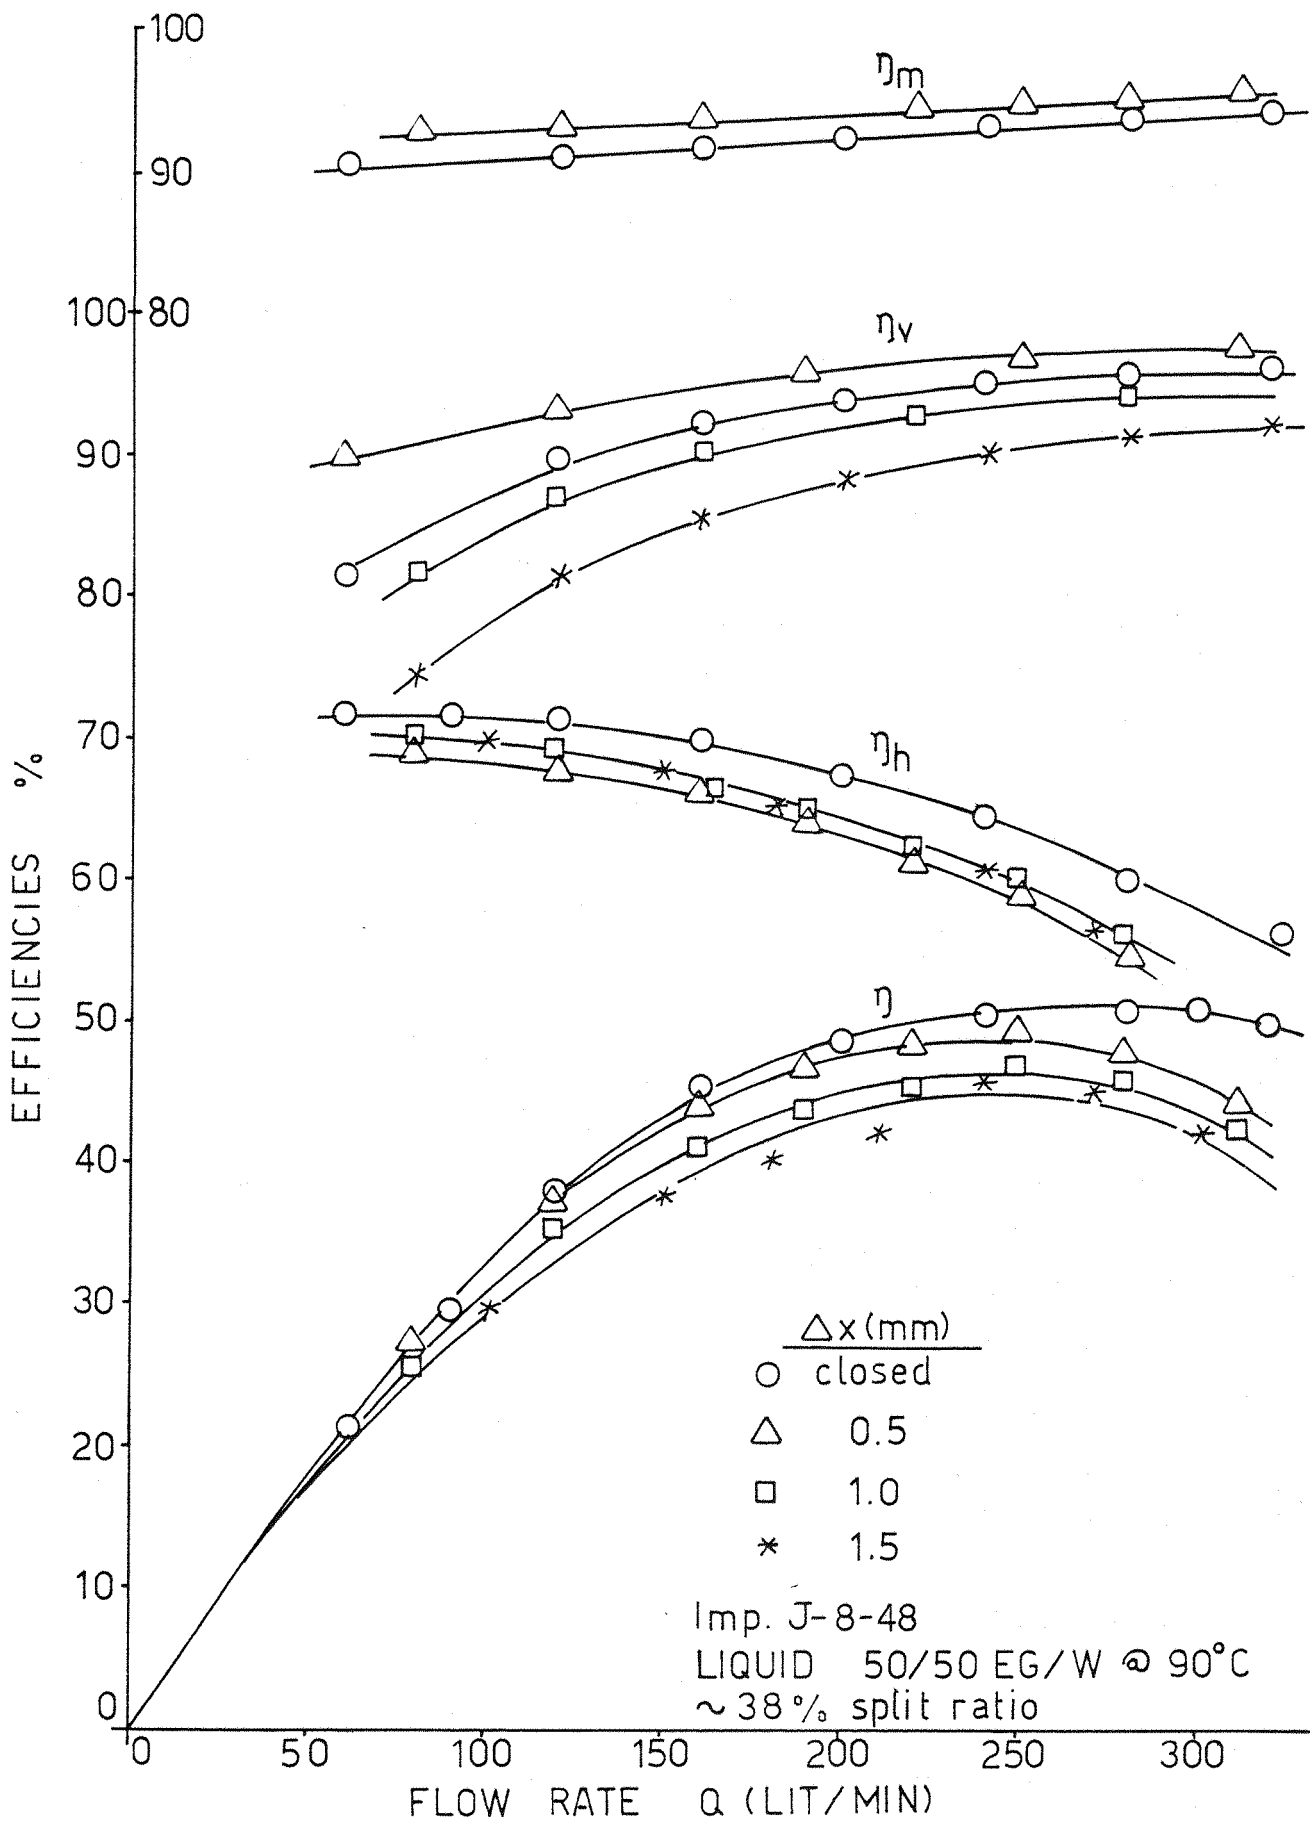 100
ηm
90
100 80
ηv
90
80
70
ηh
60
η
50
40
30
20
10
0
EFFICIENCIES %
△x (mm)
closed
0.5
1.0
1.5
Imp. J-8-48
LIQUID 50/50 EG/W @ 90°C
~38% split ratio
0 50 100 150 200 250 300
FLOW RATE Q (LIT/MIN)